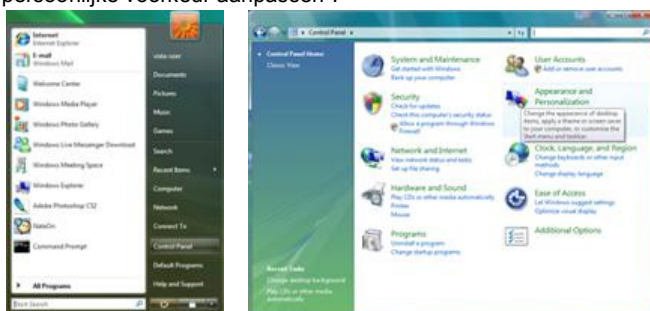 persoonlijke voorkeur aanpassen".
Internet
Internet Explorer
E-mail
Windows Mail
Welcome Center
Windows Media Player
Windows Photo Gallery
Windows Live Messenger Download
Windows Meeting Space
Windows Explorer
Adobe Photoshop CS2
NateOn
Command Prompt
All Programs
Start Search
vista user
Documents
Pictures
Music
Games
Search
Recent Items
Computer
Network
Connect To
Control Panel
Default Programs
Help and Support
Control Panel
Control Panel Home
Classic View
System and Maintenance
Get started with Windows
Back up your computer
Security
Check for updates
Check this computer's security status
Allow a program through Windows
Firewall
Network and Internet
View network status and tasks
Set up file sharing
Hardware and Sound
Play CDs or other media automatically
Printer
Mouse
Programs
Uninstall a program
Change startup programs
User Accounts
Add or remove user accounts
Appearance and
Personalization
Change the appearance of desktop
items, apply a theme or screen saver
to your computer, or customize the
Start menu and taskbar.
Clock, Language, and Region
Change keyboards or other input
methods
Change display language
Ease of Access
Let Windows suggest settings
Optimize visual display
Additional Options
Recent Tasks
Change desktop background
Play CDs or other media
automatically